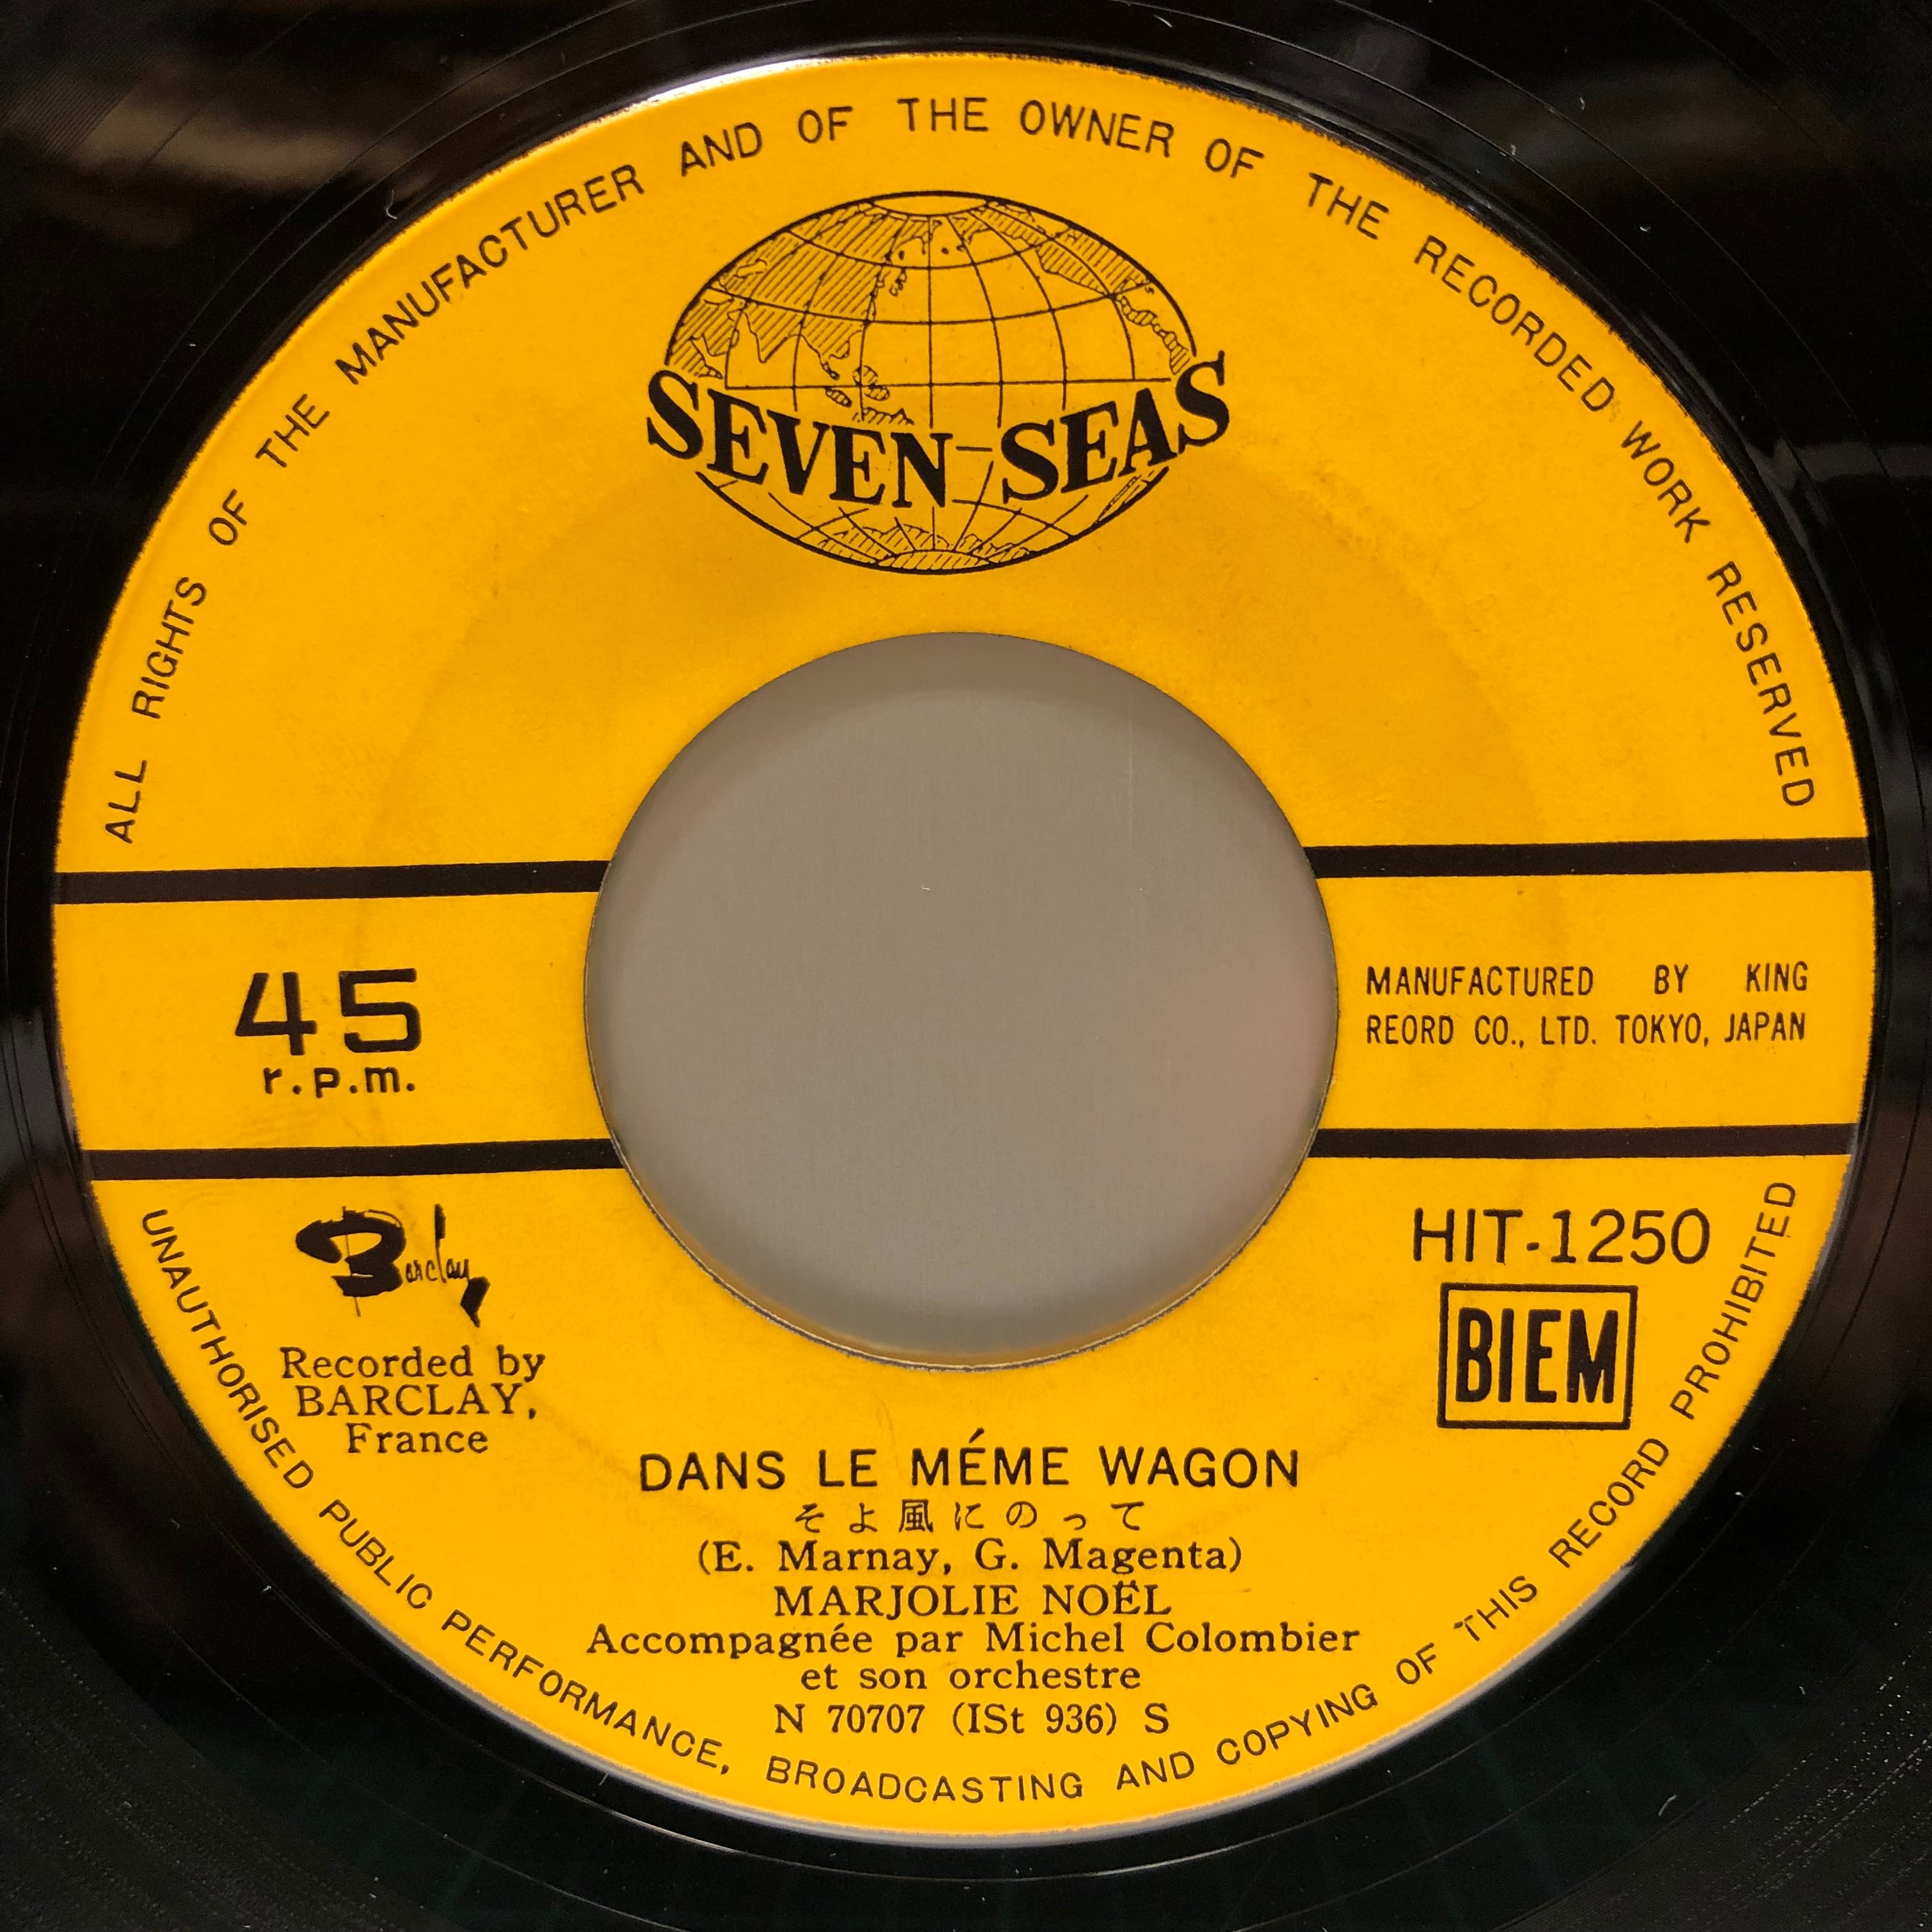 ALL RIGHTS OF THE MANUFACTURER AND OF THE OWNER OF THE RECORDED WORK RESERVED
SEVEN-SEAS
45
r.p.m.
MANUFACTURED BY KING
REORD CO., LTD. TOKYO, JAPAN
Barclay
Recorded by
BARCLAY,
France
HIT-1250
BIEM
DANS LE MÉME WAGON
そよ風にのって
(E. Marnay, G. Magenta)
MARJOLIE NOËL
Accompagnée par Michel Colombier
et son orchestre
N 70707 (ISt 936) S
UNAUTHORISED PUBLIC PERFORMANCE, BROADCASTING AND COPYING OF THIS RECORD PROHIBITED